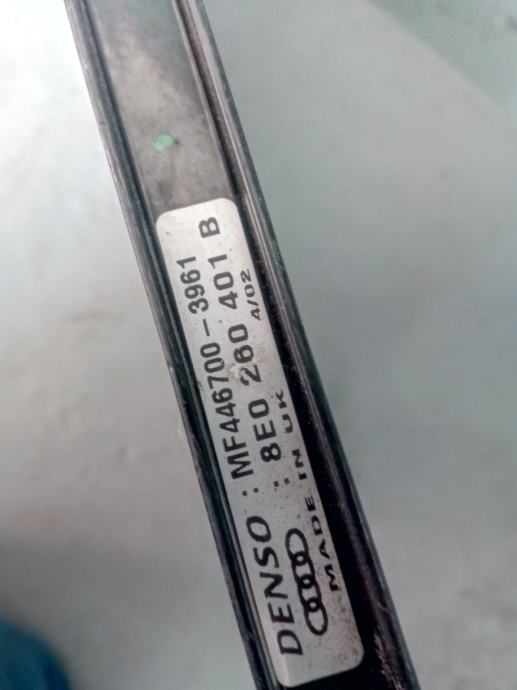 DENSO : MF446700-3961
: 8E0 260 401 B
MADE IN UK 4/02